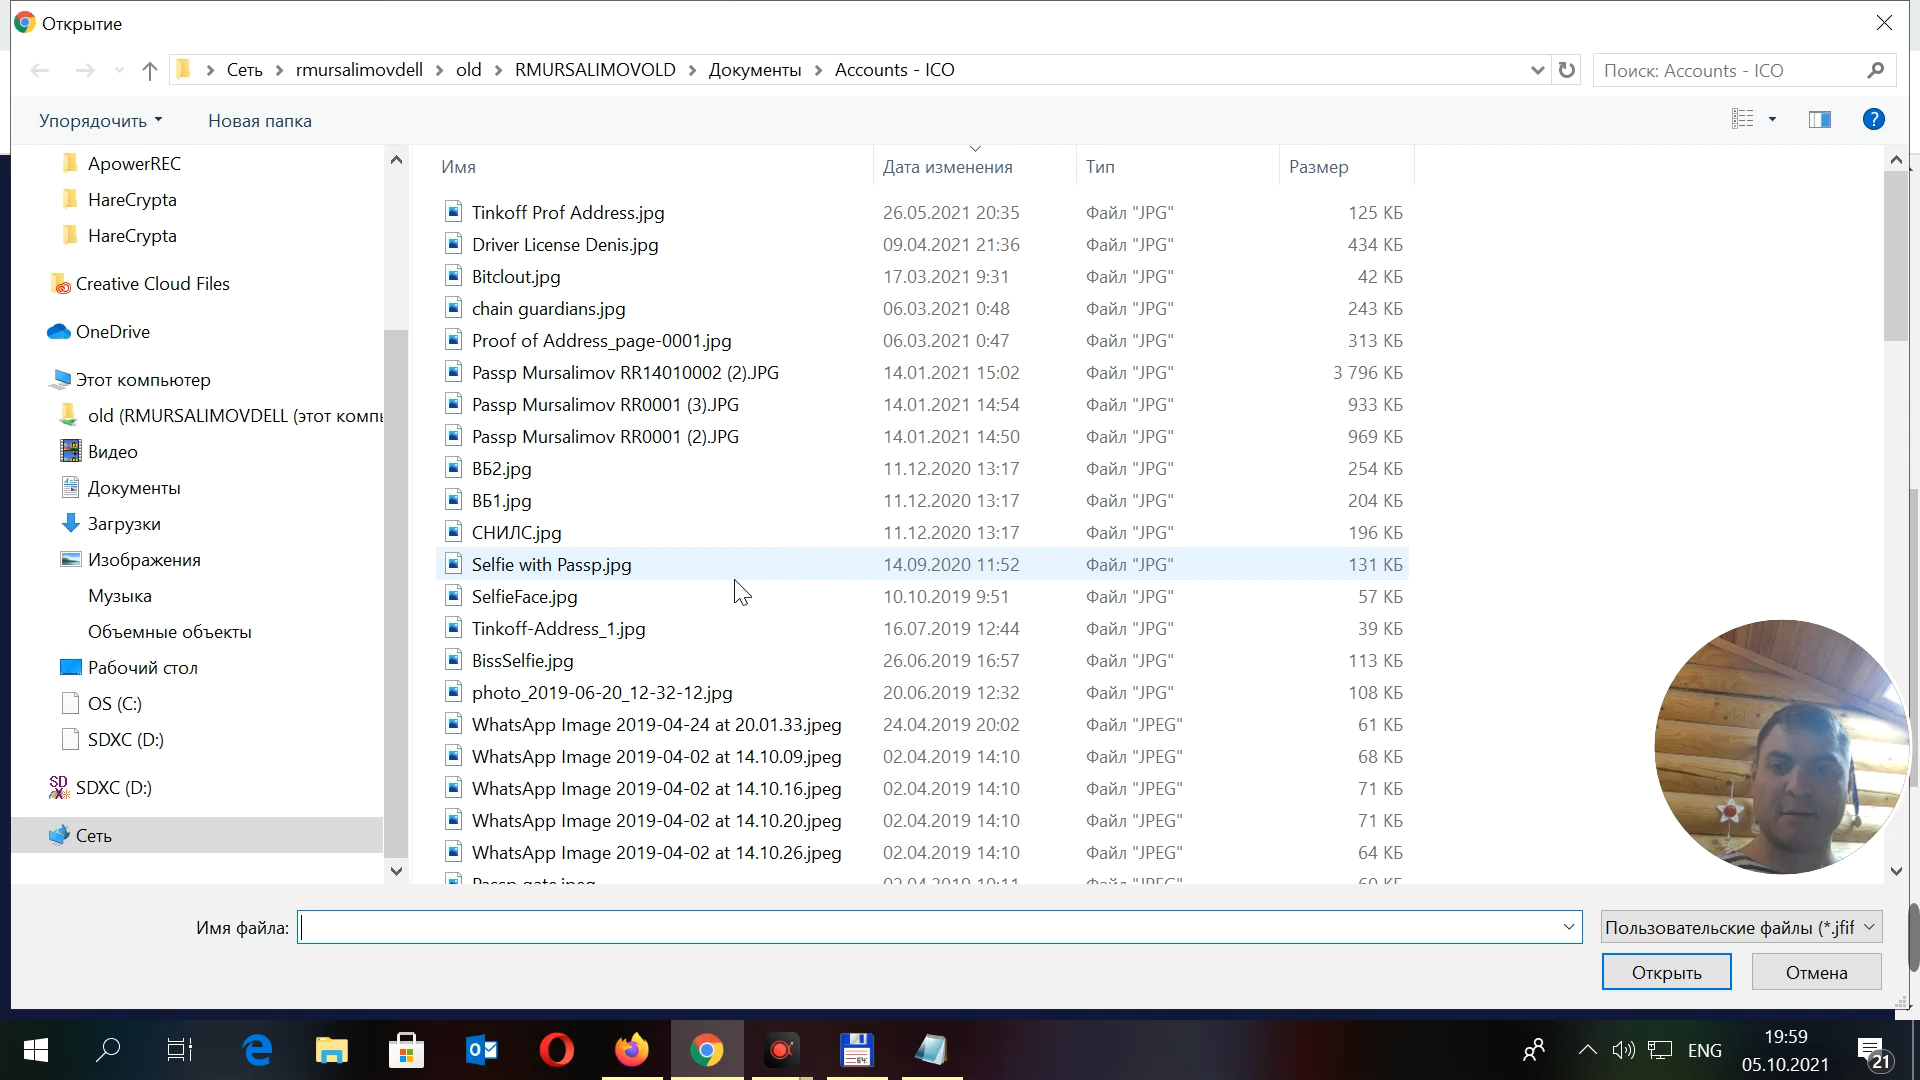 Открытие
Сеть
rmursalimovdell
old
RMURSALIMOVOLD
Документы
Accounts - ICO
Поиск: Accounts - ICO
Упорядочить
Новая папка
ApowerREC
HareCrypta
HareCrypta
Creative Cloud Files
OneDrive
Этот компьютер
old (RMURSALIMOVDELL (этот компь
Видео
Документы
Загрузки
Изображения
Музыка
Объемные объекты
Рабочий стол
OS (C:)
SDXC (D:)
SDXC (D:)
Сеть
Имя Дата изменения Тип Размер
Tinkoff Prof Address.jpg 26.05.2021 20:35 Файл "JPG" 125 КБ
Driver License Denis.jpg 09.04.2021 21:36 Файл "JPG" 434 КБ
Bitclout.jpg 17.03.2021 9:31 Файл "JPG" 42 КБ
chain guardians.jpg 06.03.2021 0:48 Файл "JPG" 243 КБ
Proof of Address_page-0001.jpg 06.03.2021 0:47 Файл "JPG" 313 КБ
Passp Mursalimov RR14010002 (2).JPG 14.01.2021 15:02 Файл "JPG" 3 796 КБ
Passp Mursalimov RR0001 (3).JPG 14.01.2021 14:54 Файл "JPG" 933 КБ
Passp Mursalimov RR0001 (2).JPG 14.01.2021 14:50 Файл "JPG" 969 КБ
ВБ2.jpg 11.12.2020 13:17 Файл "JPG" 254 КБ
ВБ1.jpg 11.12.2020 13:17 Файл "JPG" 204 КБ
СНИЛС.jpg 11.12.2020 13:17 Файл "JPG" 196 КБ
Selfie with Passp.jpg 14.09.2020 11:52 Файл "JPG" 131 КБ
SelfieFace.jpg 10.10.2019 9:51 Файл "JPG" 57 КБ
Tinkoff-Address_1.jpg 16.07.2019 12:44 Файл "JPG" 39 КБ
BissSelfie.jpg 26.06.2019 16:57 Файл "JPG" 113 КБ
photo_2019-06-20_12-32-12.jpg 20.06.2019 12:32 Файл "JPG" 108 КБ
WhatsApp Image 2019-04-24 at 20.01.33.jpeg 24.04.2019 20:02 Файл "JPEG" 61 КБ
WhatsApp Image 2019-04-02 at 14.10.09.jpeg 02.04.2019 14:10 Файл "JPEG" 68 КБ
WhatsApp Image 2019-04-02 at 14.10.16.jpeg 02.04.2019 14:10 Файл "JPEG" 71 КБ
WhatsApp Image 2019-04-02 at 14.10.20.jpeg 02.04.2019 14:10 Файл "JPEG" 71 КБ
WhatsApp Image 2019-04-02 at 14.10.26.jpeg 02.04.2019 14:10 Файл "JPEG" 64 КБ
Имя файла:
Пользовательские файлы (*.jfif
Открыть
Отмена
ENG
19:59
05.10.2021
21